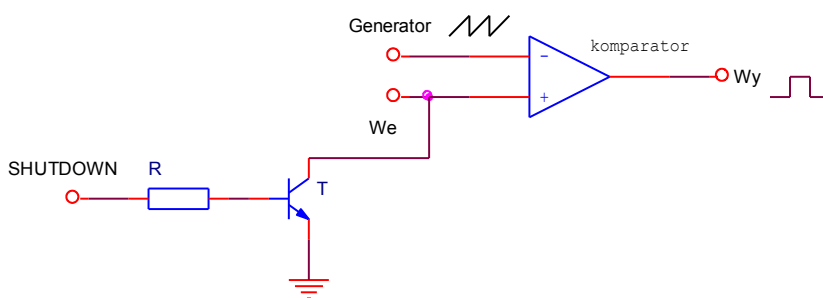 Generator
komparator
-
+
Wy
We
SHUTDOWN
R
T